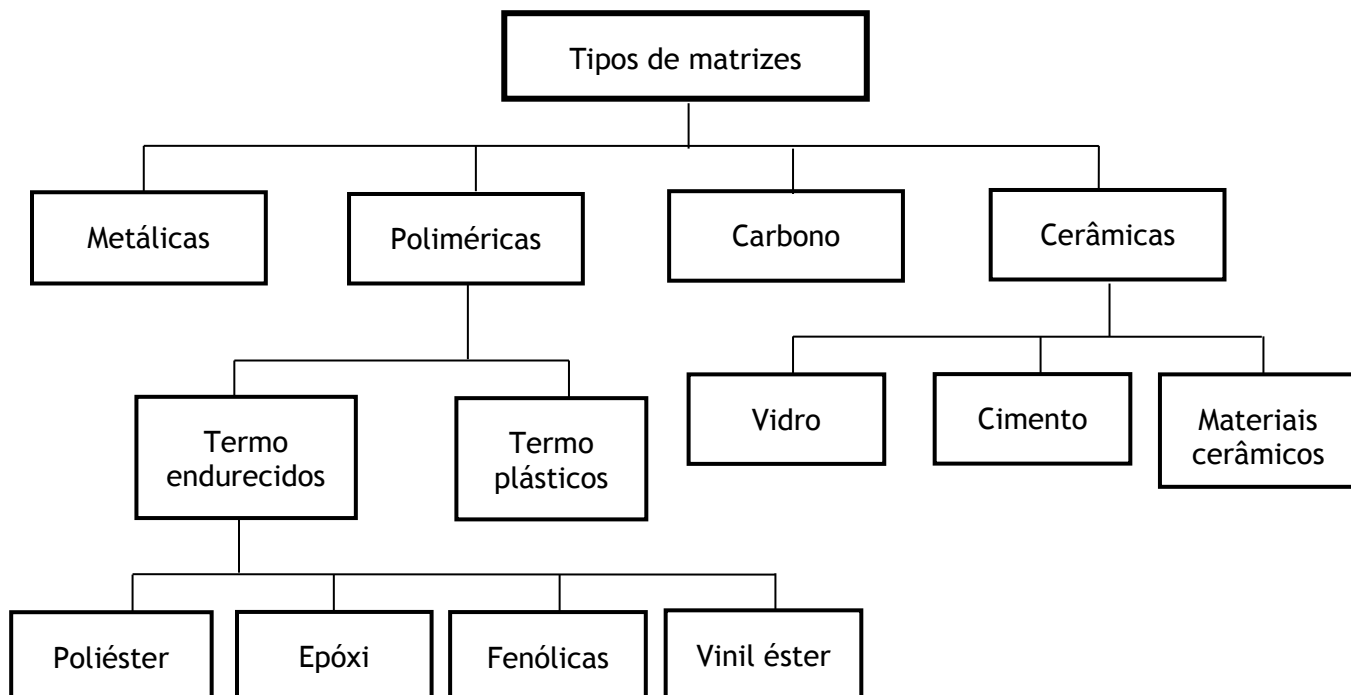 Tipos de matrizes
Metálicas
Poliméricas
Carbono
Cerâmicas
Termo
endurecidos
Termo
plásticos
Vidro
Cimento
Materiais
cerâmicos
Poliéster
Epóxi
Fenólicas
Vinil éster